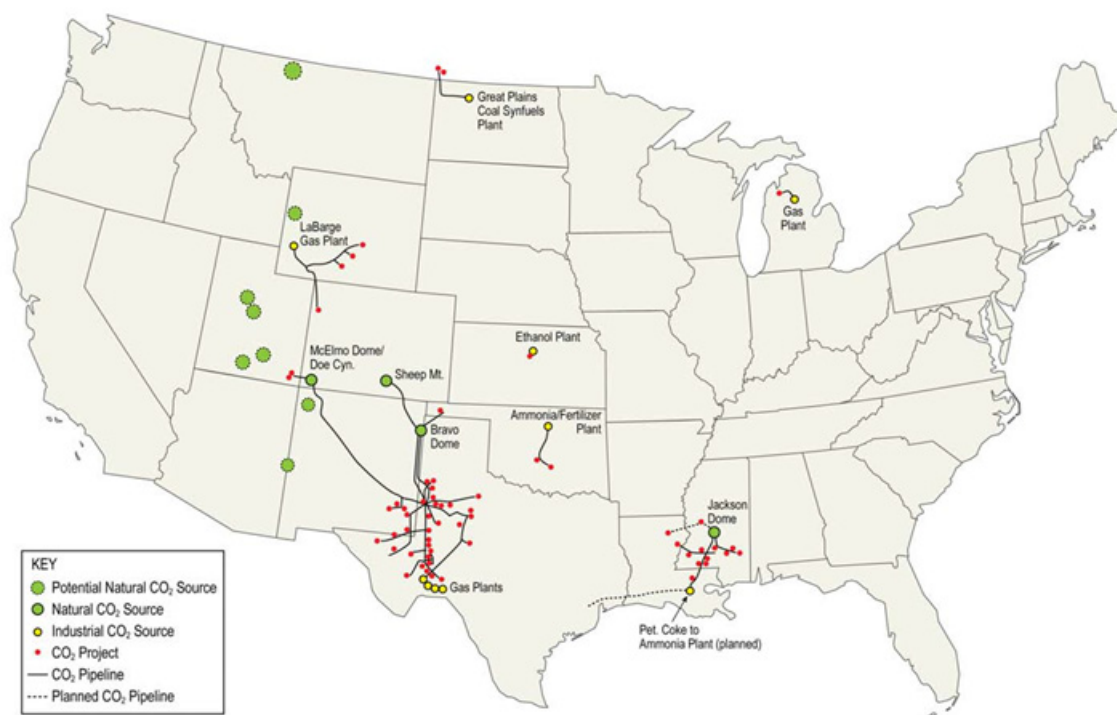 Great Plains
Coal Synfuels
Plant
LaBarge
Gas Plant
Gas
Plant
McElmo Dome/
Doe Cyn.
Sheep Mt.
Ethanol Plant
Bravo
Dome
Ammonia/Fertilizer
Plant
Jackson
Dome
Gas Plants
Pet. Coke to
Ammonia Plant (planned)
KEY
Potential Natural CO₂ Source
Natural CO₂ Source
Industrial CO₂ Source
CO₂ Project
CO₂ Pipeline
Planned CO₂ Pipeline